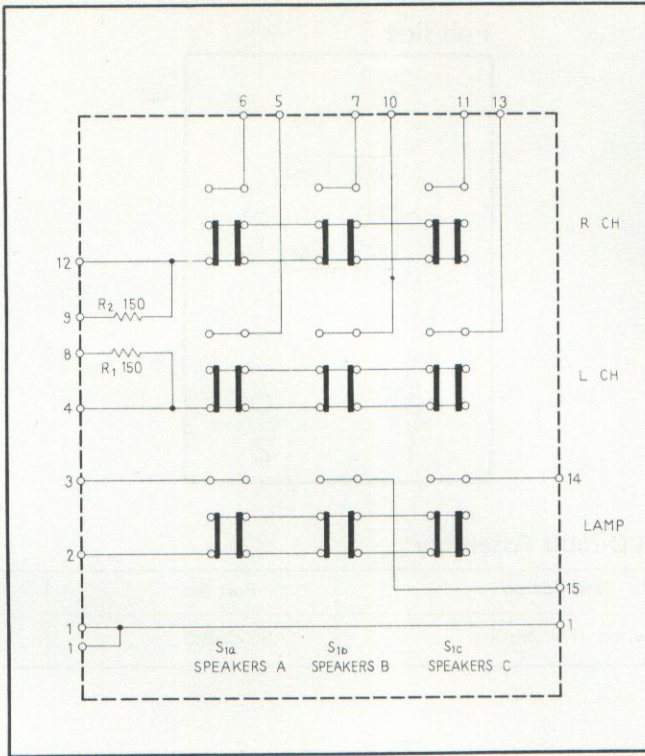 6 5 7 10 11 13
R CH
12
R2 150
9
8
R1 150
L CH
4
3 14
LAMP
2
15
1 1
1
S1a S1b S1c
SPEAKERS A SPEAKERS B SPEAKERS C